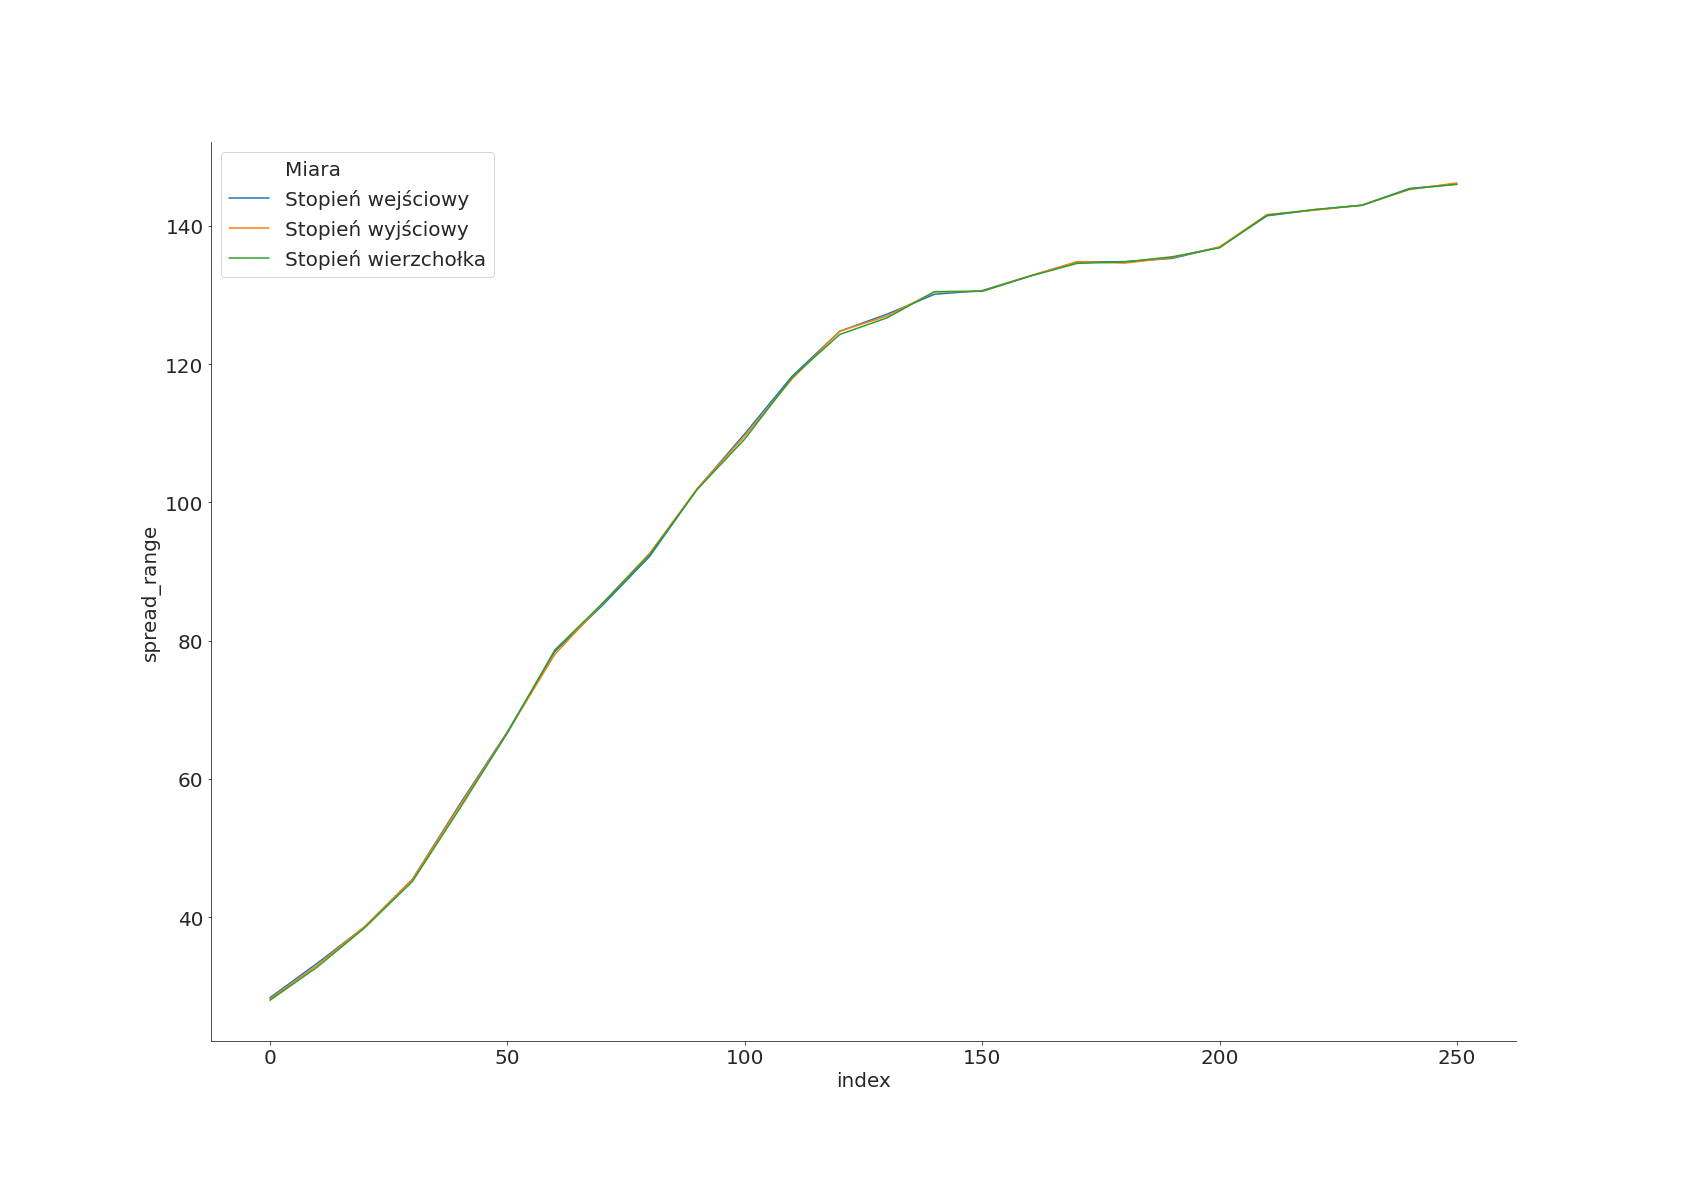 Miara
Stopień wejściowy
Stopień wyjściowy
Stopień wierzchołka
140
120
100
80
60
40
spread_range
0 50 100 150 200 250
index